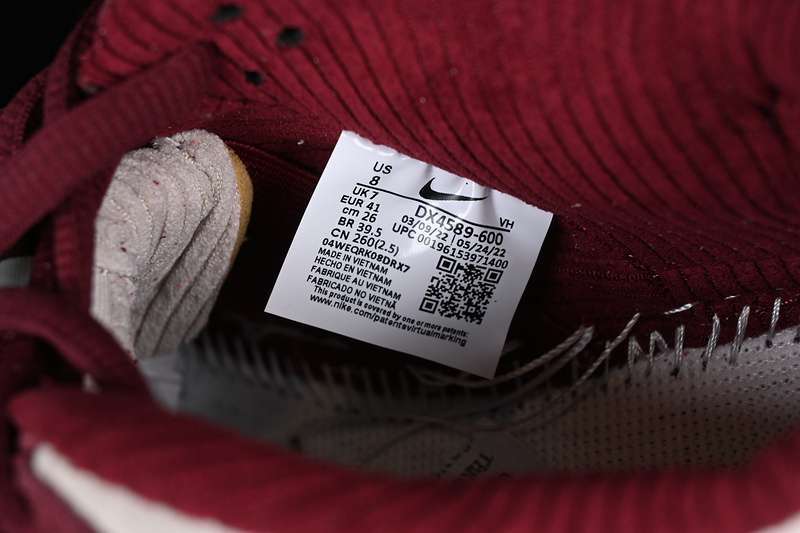 US
8
UK 7
EUR 41
cm 26
BR 39.5
CN 260(2.5)
VH
DX4589-600
03/09/22 05/24/22
UPC 00196153971400
04WEQRK08DRX7
MADE IN VIETNAM
HECHO EN VIETNAM
FABRIQUE AU VIETNAM
FABRICADO NO VIETNÃ
This product is covered by one or more patents:
www.nike.com/patentsvirtualmarking